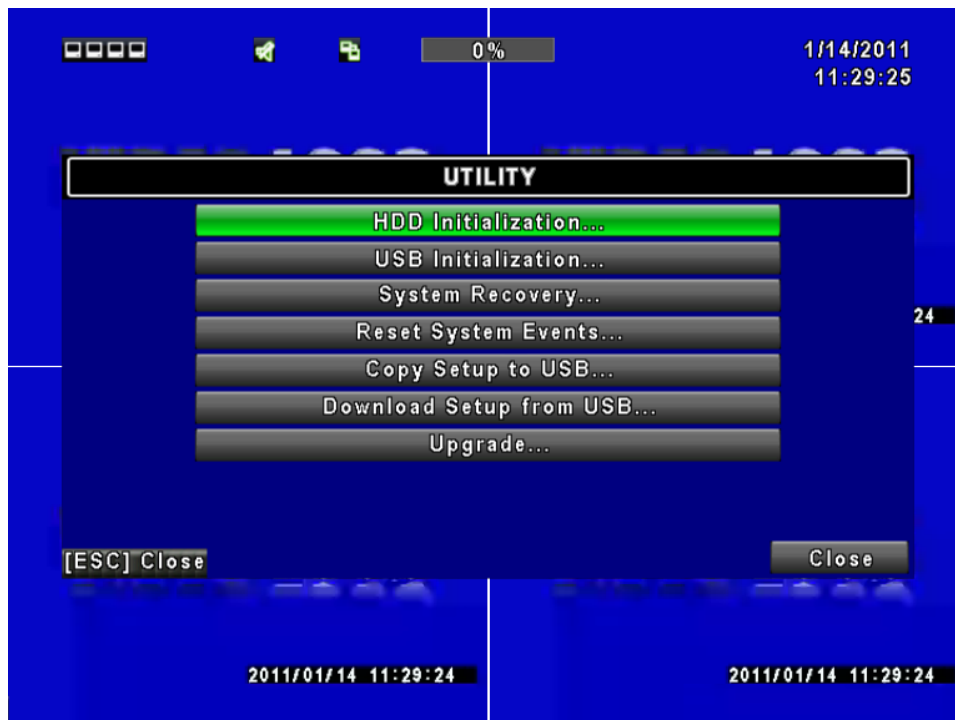 0%
1/14/2011
11:29:25
UTILITY
HDD Initialization...
USB Initialization...
System Recovery...
Reset System Events...
24
Copy Setup to USB...
Download Setup from USB...
Upgrade...
[ESC] Close
Close
2011/01/14 11:29:24
2011/01/14 11:29:24